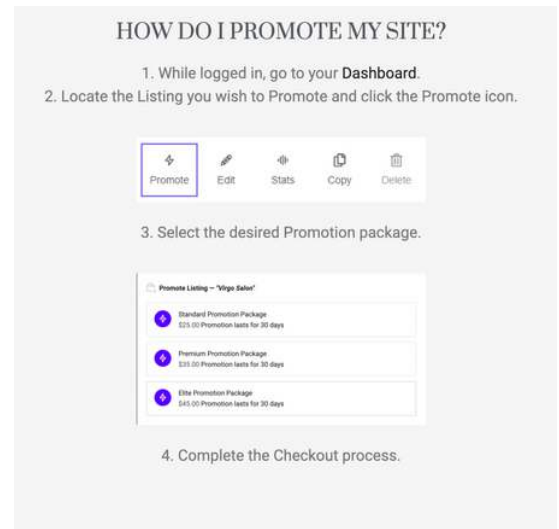 HOW DO I PROMOTE MY SITE?
1. While logged in, go to your Dashboard.
2. Locate the Listing you wish to Promote and click the Promote icon.
Promote Edit Stats Copy Delete
3. Select the desired Promotion package.
Promote Listing — "Virgo Salon"
Standard Promotion Package
$25.00 Promotion lasts for 30 days
Premium Promotion Package
$35.00 Promotion lasts for 30 days
Elite Promotion Package
$45.00 Promotion lasts for 30 days
4. Complete the Checkout process.